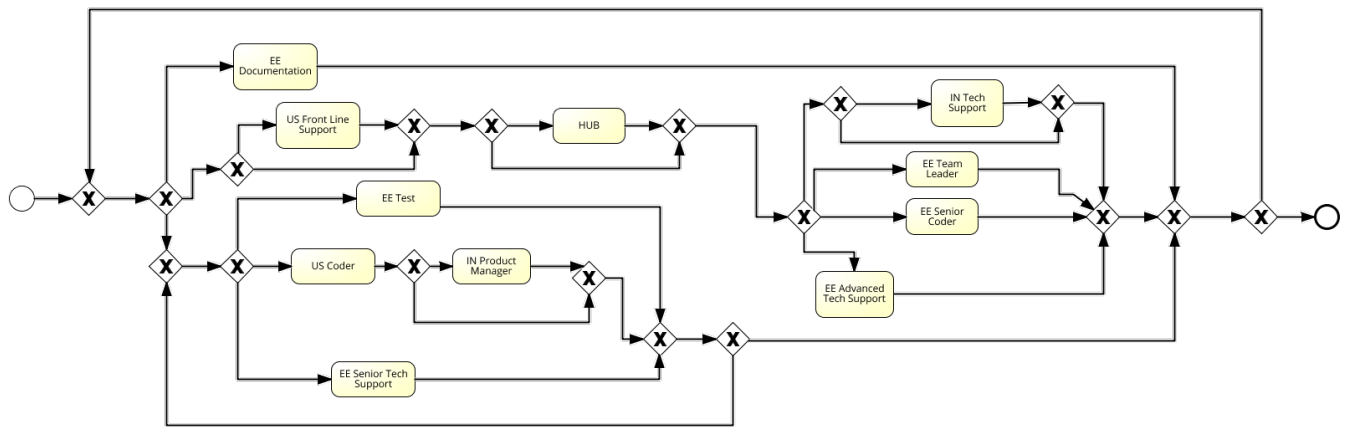 EE
Documentation
US Front Line
Support
HUB
IN Tech
Support
EE Team
Leader
EE Test
EE Senior
Coder
US Coder
IN Product
Manager
EE Advanced
Tech Support
EE Senior Tech
Support